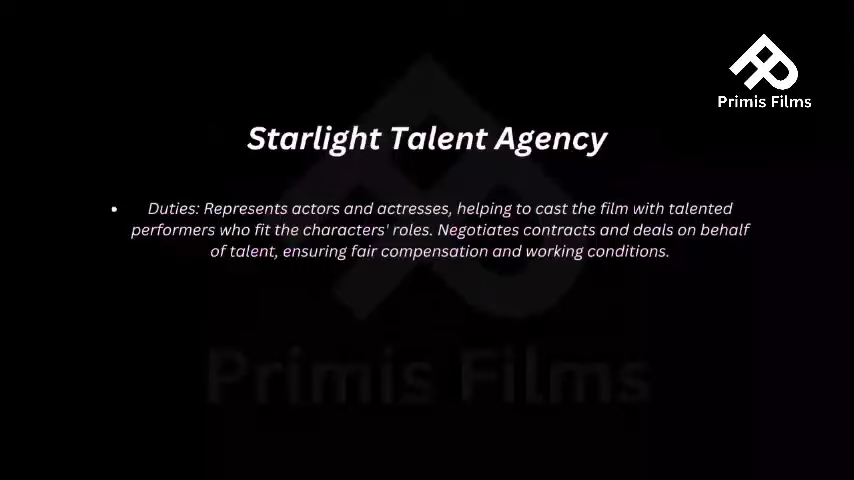 Primis Films
Starlight Talent Agency
• Duties: Represents actors and actresses, helping to cast the film with talented
performers who fit the characters' roles. Negotiates contracts and deals on behalf
of talent, ensuring fair compensation and working conditions.
Primis Films